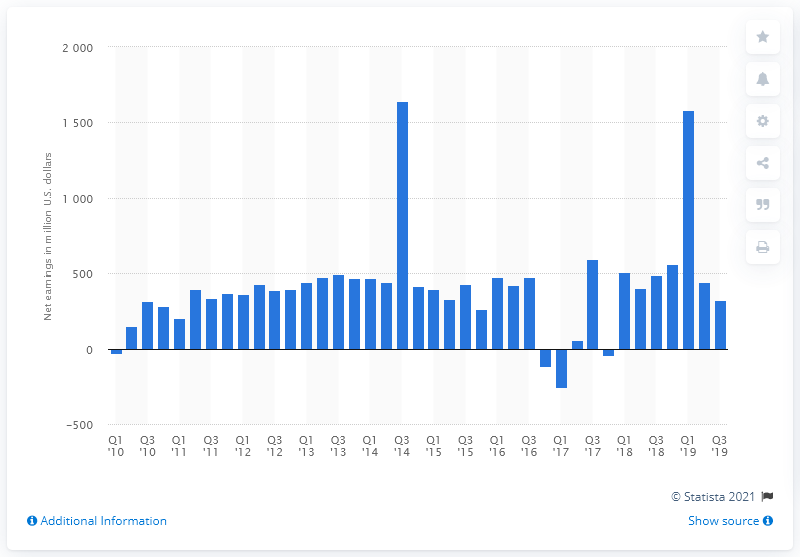 2 000
1 500
1 000
500
0
−500
Net earnings in million U.S. dollars
Q1 Q3 Q1 Q3 Q1 Q3 Q1 Q3 Q1 Q3 Q1 Q3 Q1 Q3 Q1 Q3 Q1 Q3 Q1 Q3
'10 '10 '11 '11 '12 '12 '13 '13 '14 '14 '15 '15 '16 '16 '17 '17 '18 '18 '19 '19
© Statista 2021
Additional Information
Show source